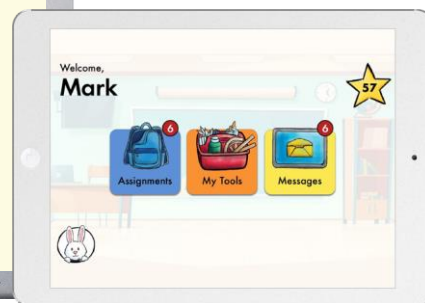 Welcome,
Mark
57
6
6
Assignments
My Tools
Messages